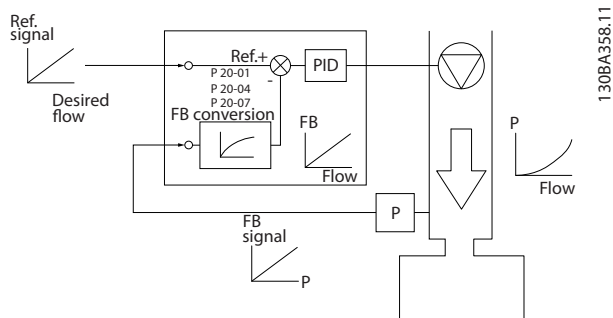 Ref.
signal
Desired
flow
Ref.+
-
P 20-01
P 20-04
P 20-07
FB conversion
PID
FB
Flow
P
Flow
P
FB
signal
P
130BA358.11